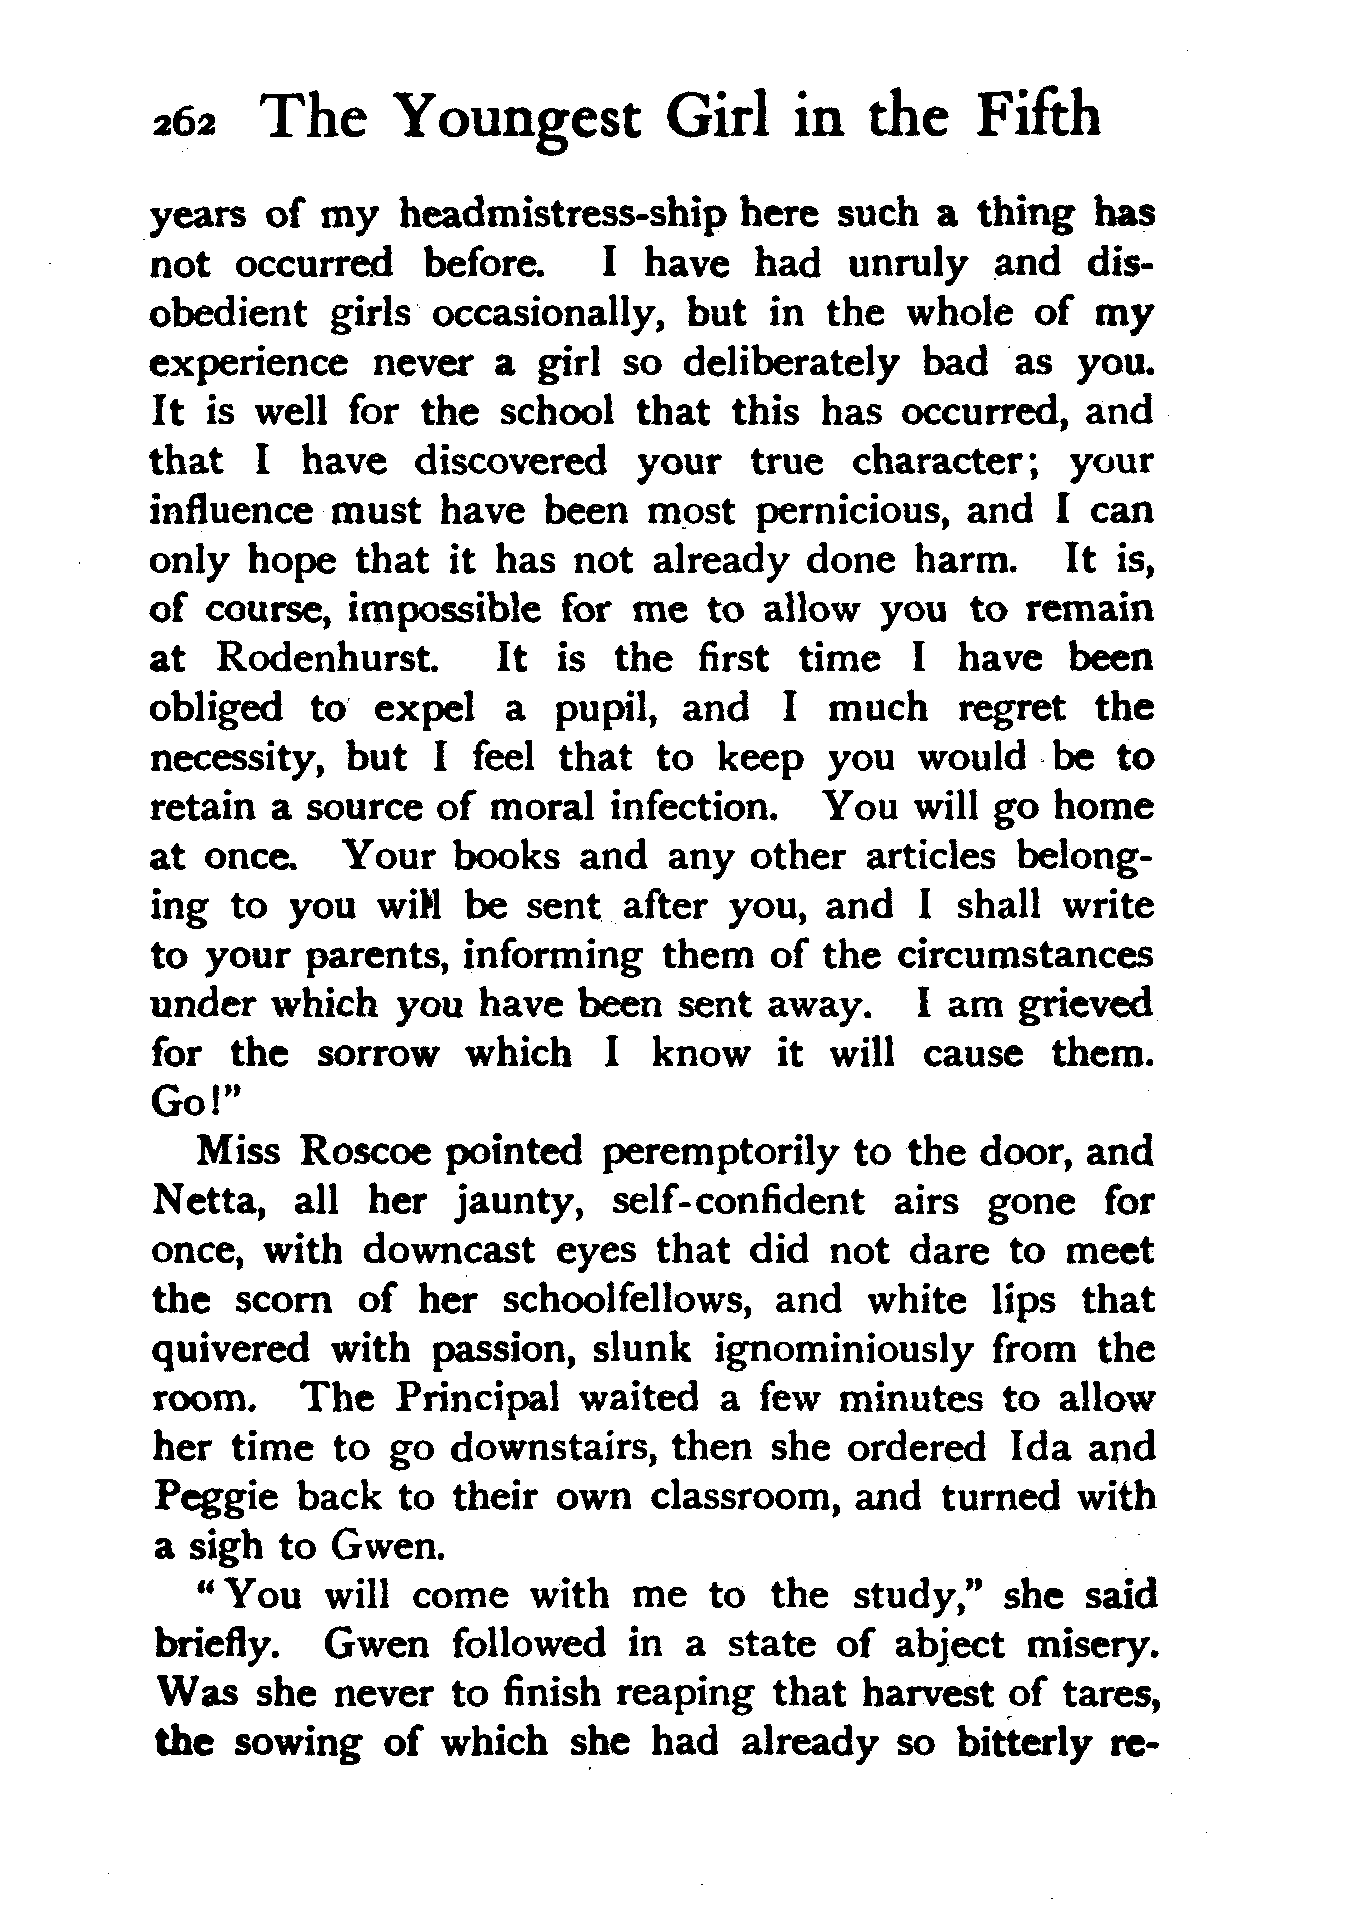 262 The Youngest Girl in the Fifth
years of my headmistress-ship here such a thing has
not occurred before. I have had unruly and dis-
obedient girls occasionally, but in the whole of my
experience never a girl so deliberately bad as you.
It is well for the school that this has occurred, and
that I have discovered your true character; your
influence must have been most pernicious, and I can
only hope that it has not already done harm. It is,
of course, impossible for me to allow you to remain
at Rodenhurst. It is the first time I have been
obliged to expel a pupil, and I much regret the
necessity, but I feel that to keep you would be to
retain a source of moral infection. You will go home
at once. Your books and any other articles belong-
ing to you will be sent after you, and I shall write
to your parents, informing them of the circumstances
under which you have been sent away. I am grieved
for the sorrow which I know it will cause them.
Go!"
Miss Roscoe pointed peremptorily to the door, and
Netta, all her jaunty, self-confident airs gone for
once, with downcast eyes that did not dare to meet
the scorn of her schoolfellows, and white lips that
quivered with passion, slunk ignominiously from the
room. The Principal waited a few minutes to allow
her time to go downstairs, then she ordered Ida and
Peggie back to their own classroom, and turned with
a sigh to Gwen.
"You will come with me to the study," she said
briefly. Gwen followed in a state of abject misery.
Was she never to finish reaping that harvest of tares,
the sowing of which she had already so bitterly re-